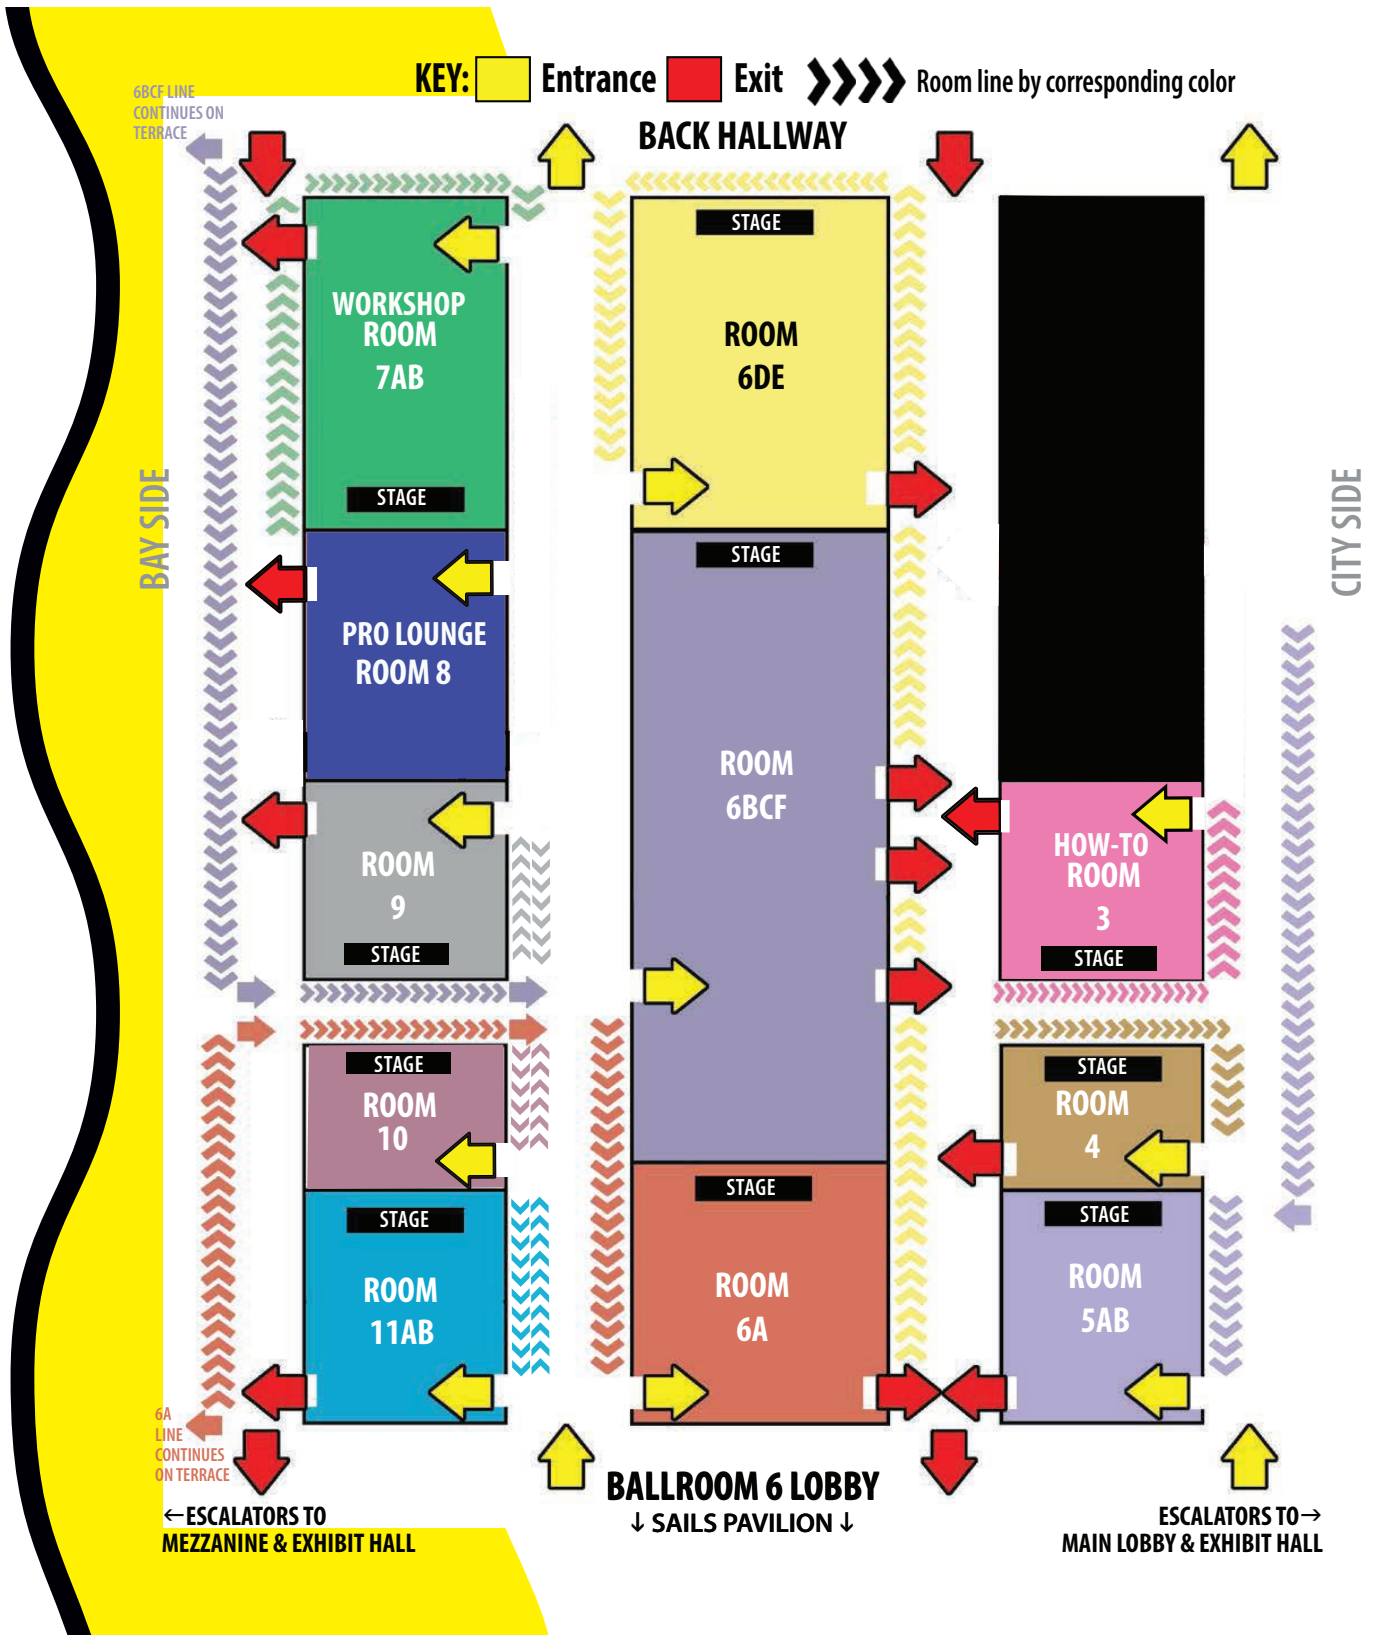 KEY: Entrance Exit Room line by corresponding color
6BCF LINE
CONTINUES ON
TERRACE
BACK HALLWAY
STAGE
WORKSHOP
ROOM
7AB
STAGE
ROOM
6DE
BAY SIDE
CITY SIDE
STAGE
PRO LOUNGE
ROOM 8
ROOM
6BCF
ROOM
9
STAGE
HOW-TO
ROOM
3
STAGE
STAGE
ROOM
10
STAGE
ROOM
4
STAGE
ROOM
11AB
STAGE
ROOM
6A
STAGE
ROOM
5AB
6A
LINE
CONTINUES
ON TERRACE
←ESCALATORS TO
MEZZANINE & EXHIBIT HALL
BALLROOM 6 LOBBY
↓ SAILS PAVILION ↓
ESCALATORS TO→
MAIN LOBBY & EXHIBIT HALL